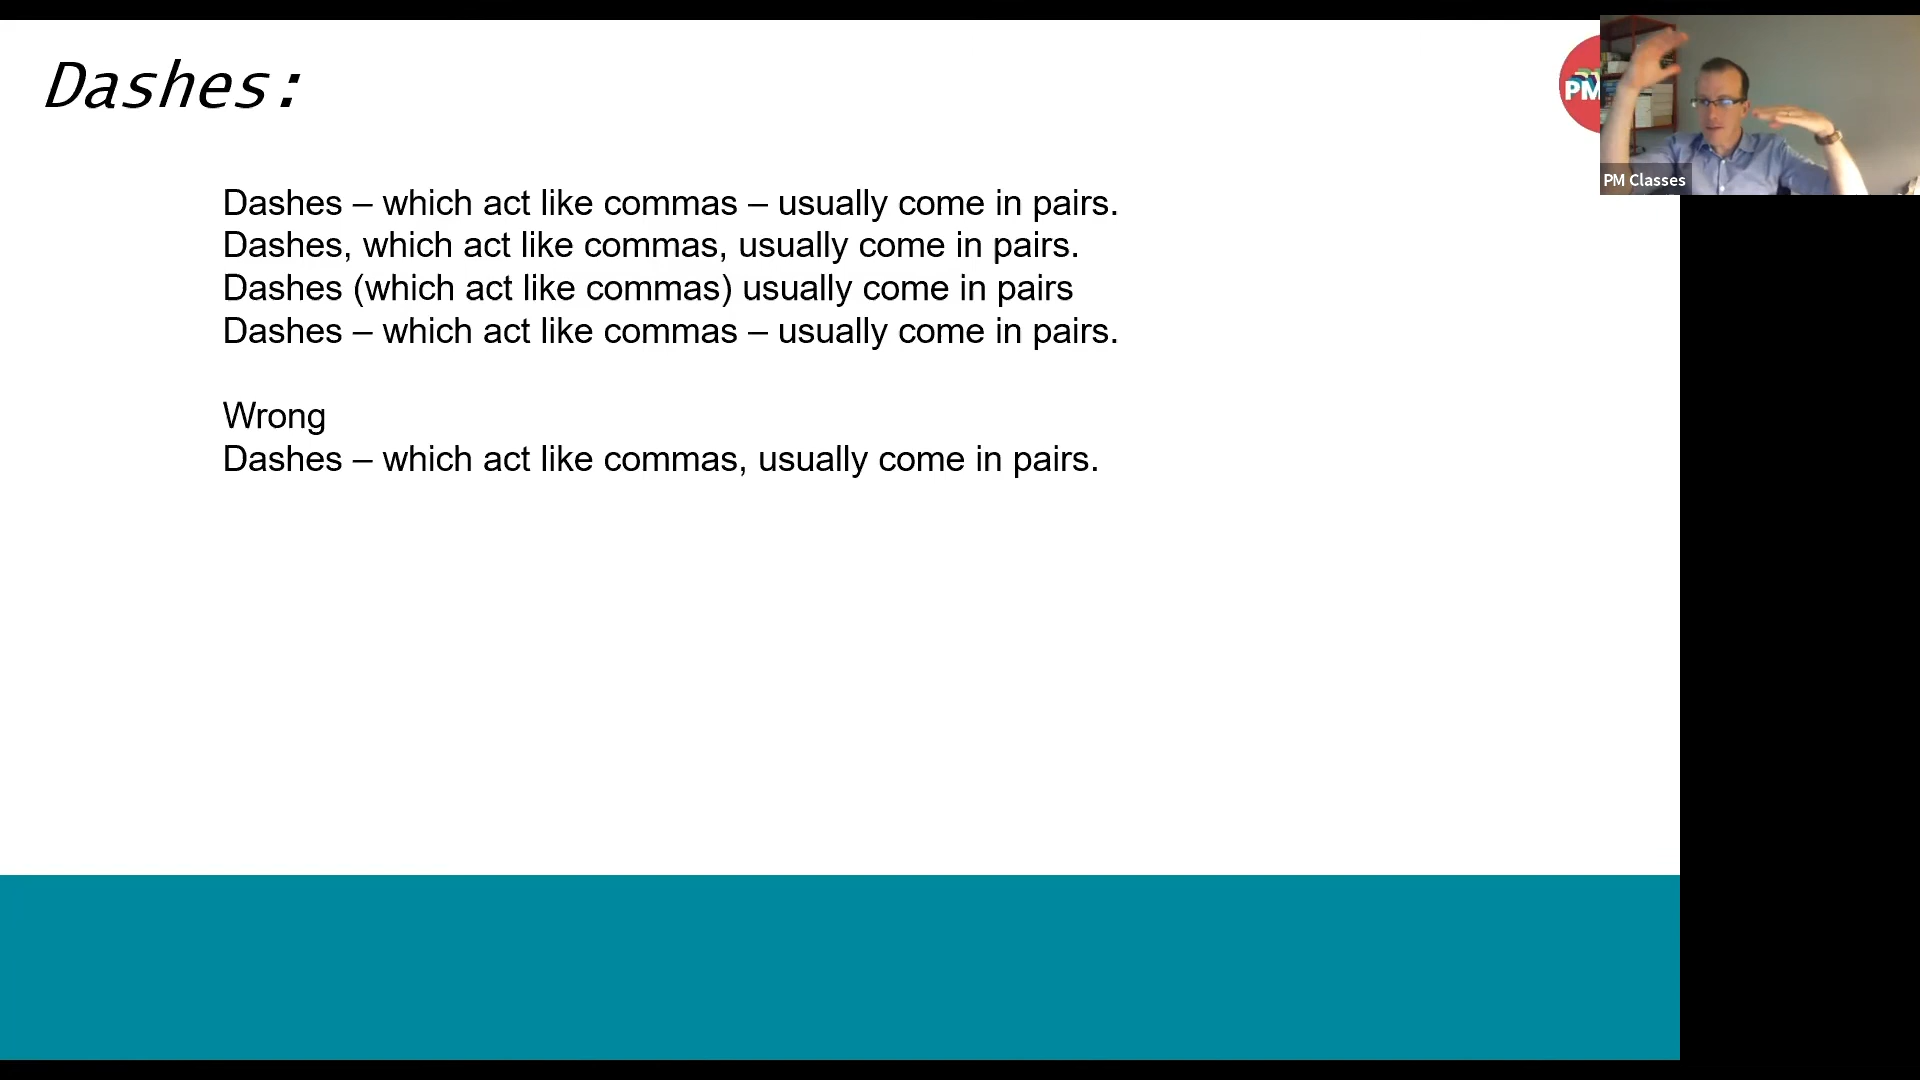 Dashes:
PM
PM Classes
Dashes – which act like commas – usually come in pairs.
Dashes, which act like commas, usually come in pairs.
Dashes (which act like commas) usually come in pairs
Dashes – which act like commas – usually come in pairs.
Wrong
Dashes – which act like commas, usually come in pairs.